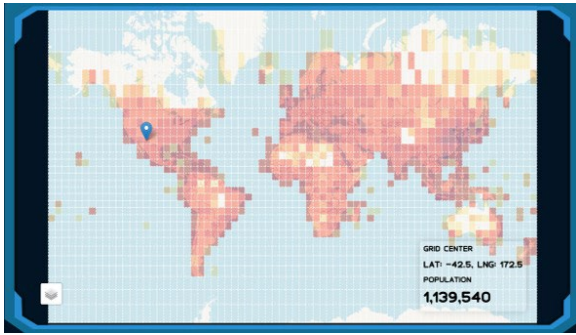 GRID CENTER
LAT: -42.5, LNG: 172.5
POPULATION
1,139,540